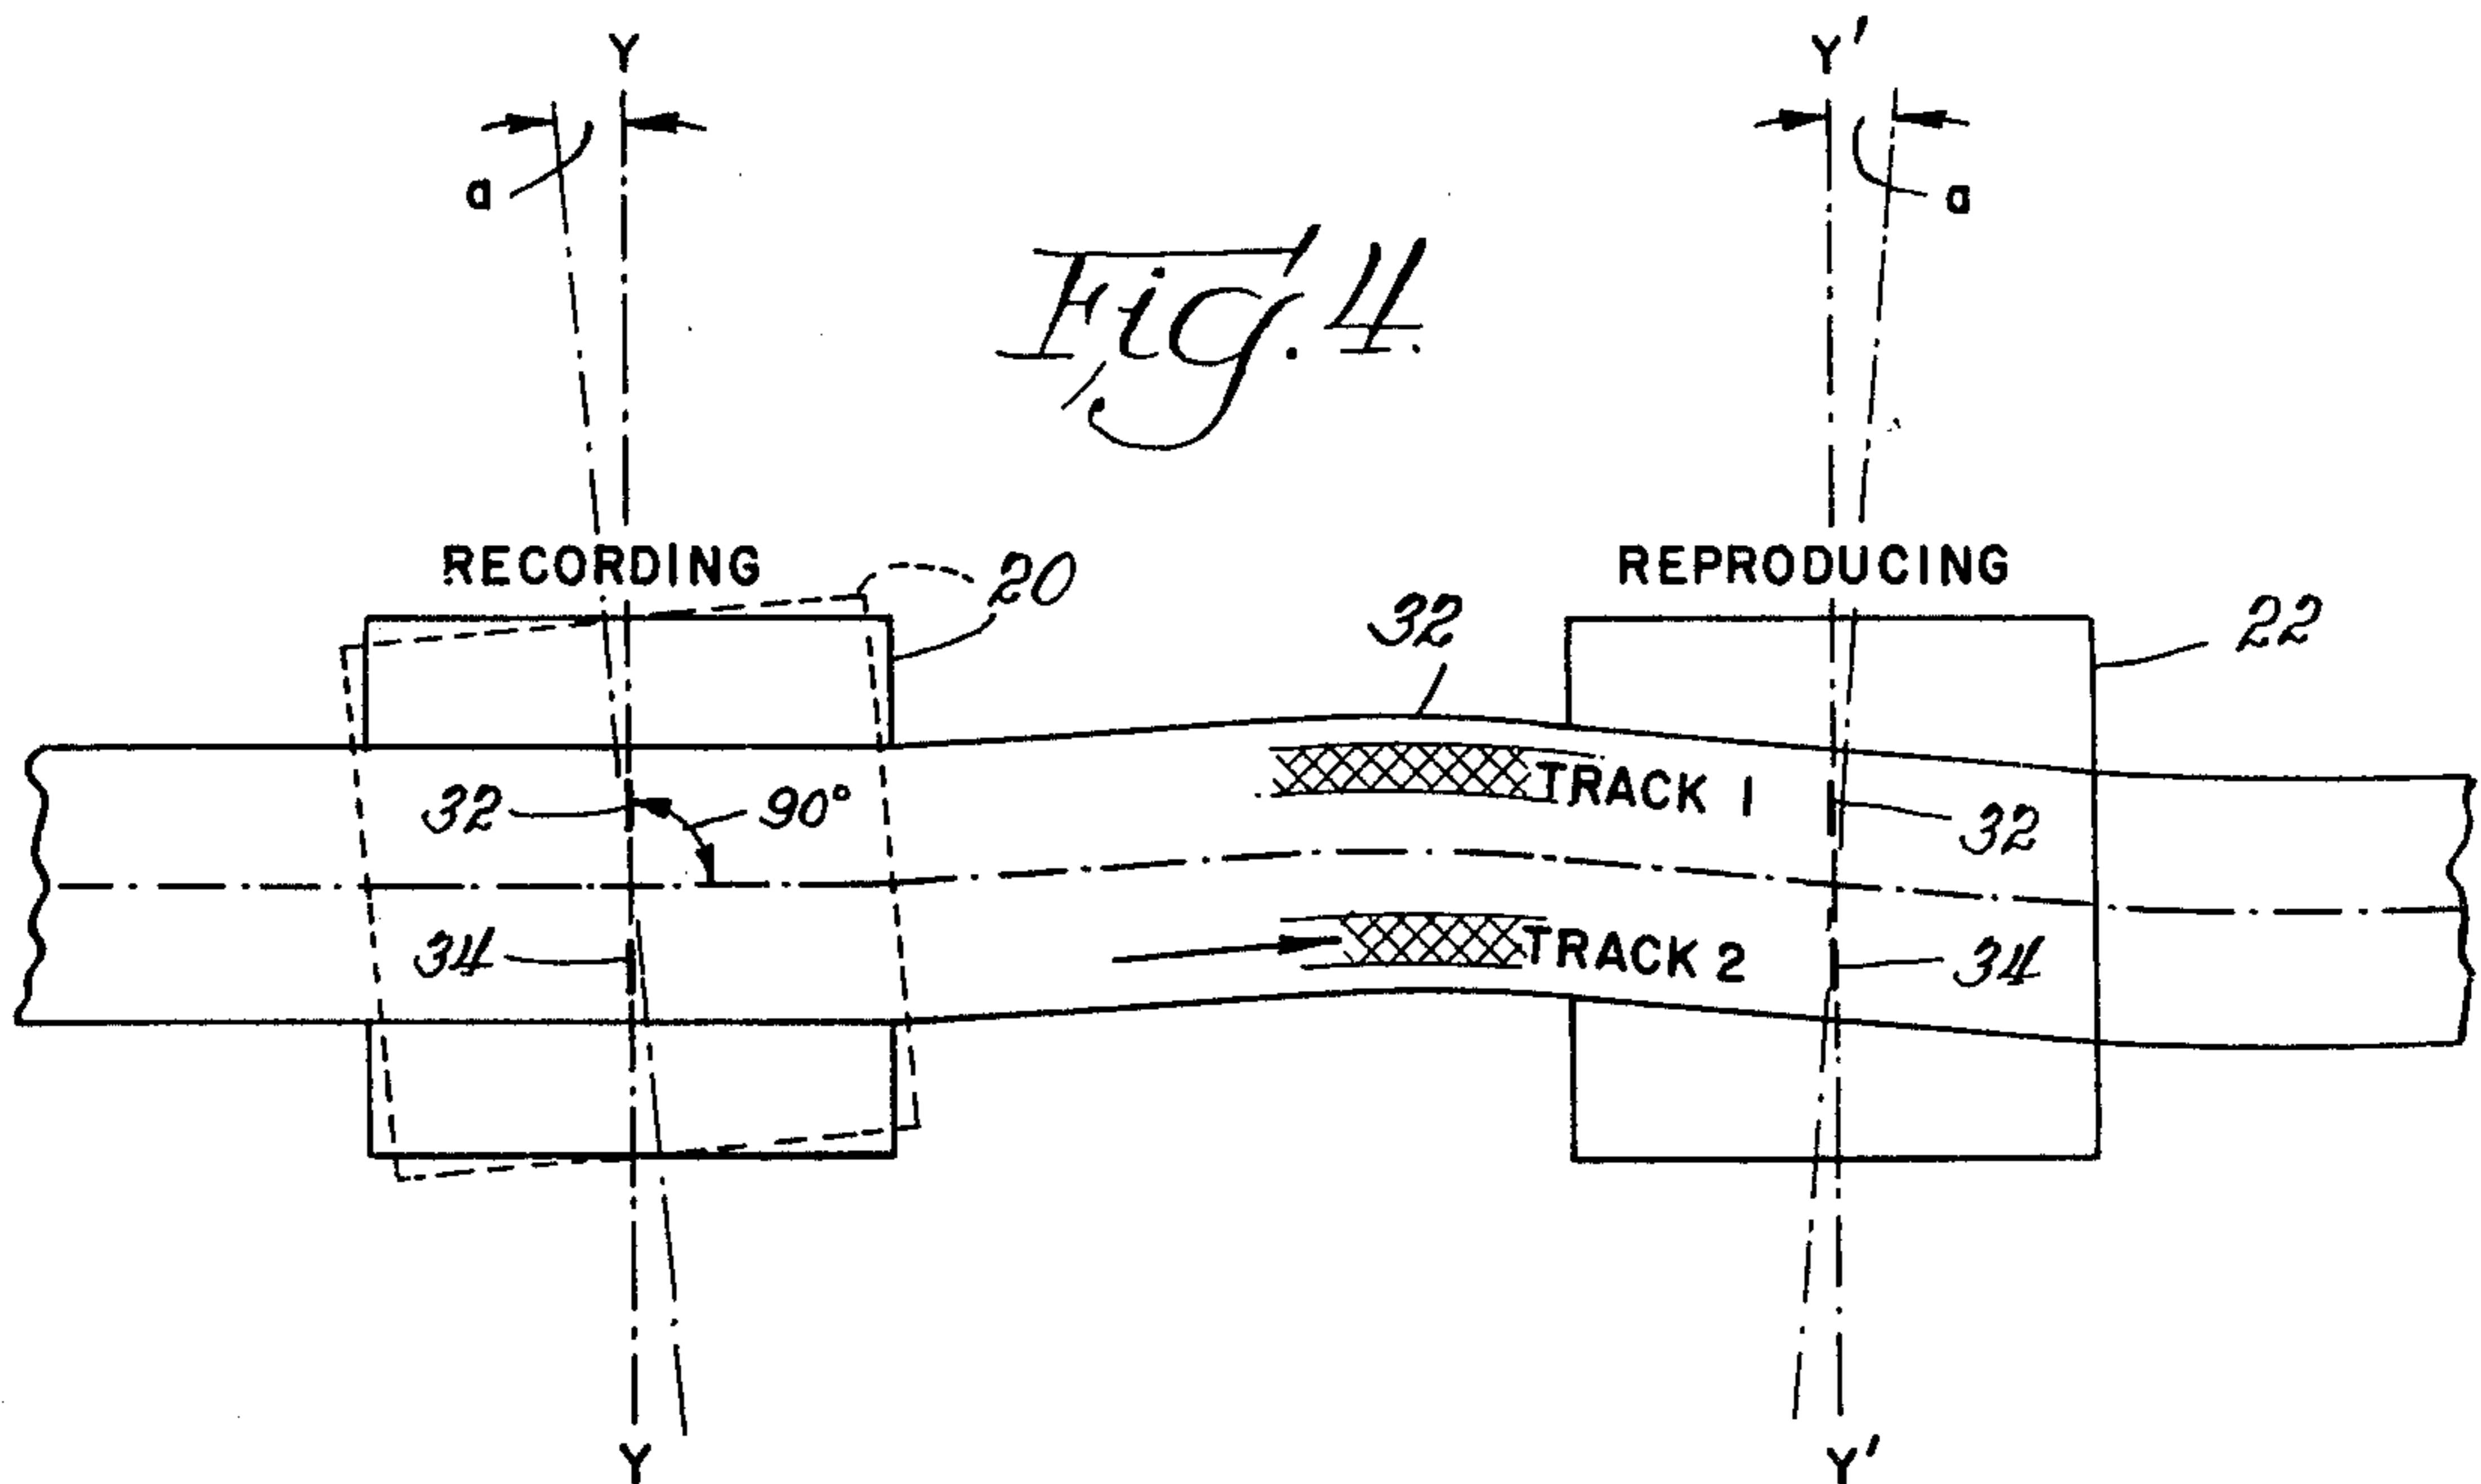 Y Y'
a a
Fig. 4.
RECORDING 20 REPRODUCING
32 22
32 90° TRACK 1 32
34 TRACK 2 34
Y Y'